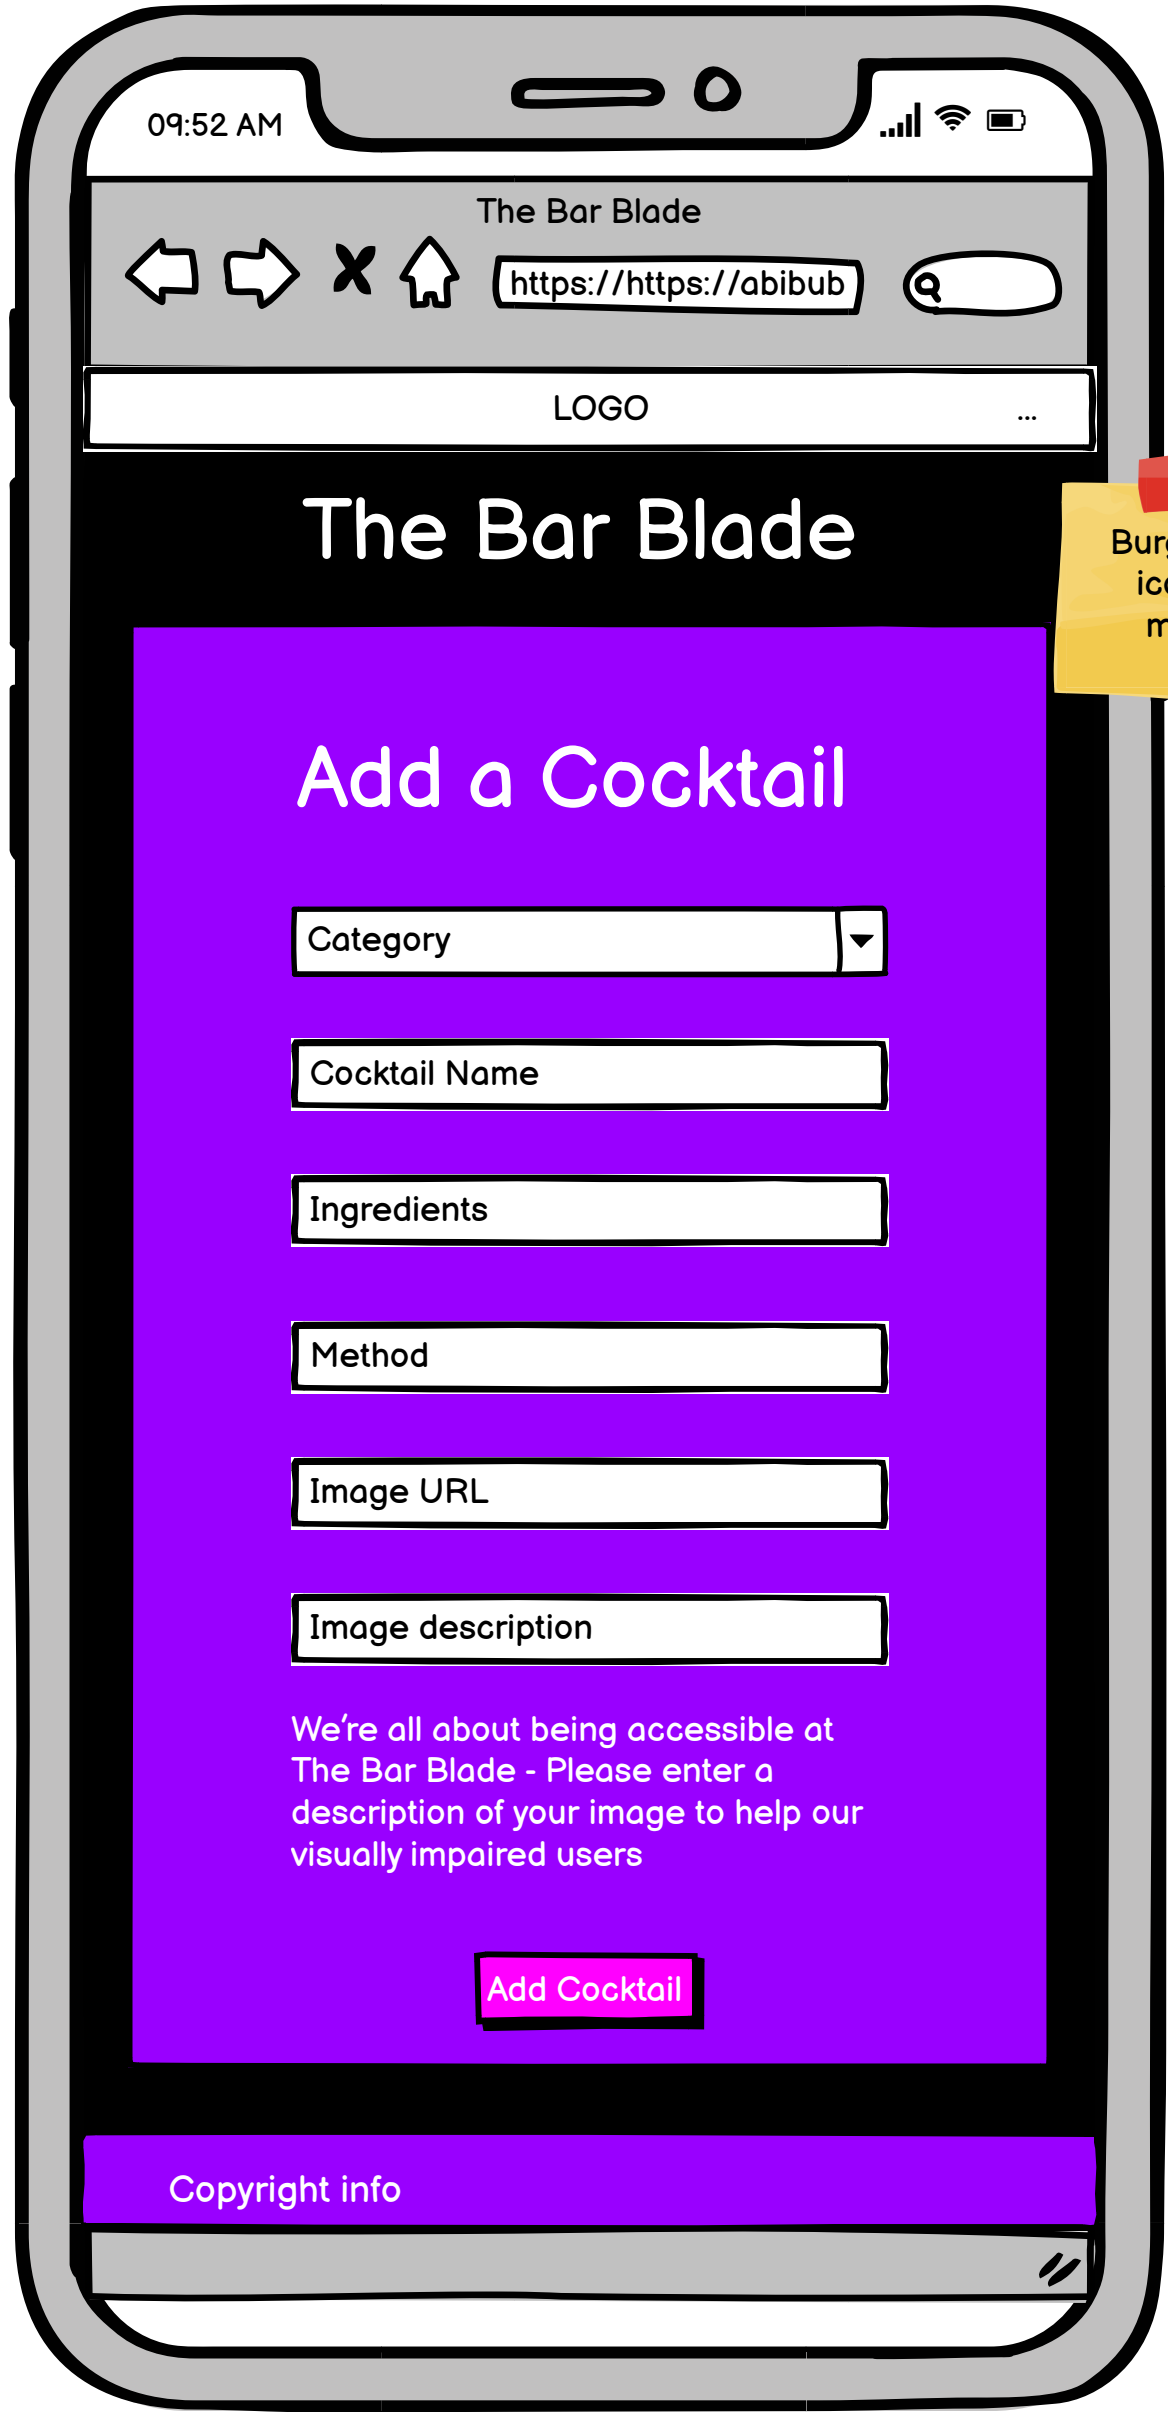 09:52 AM
The Bar Blade
https://https://abibub
LOGO
...
The Bar Blade
Add a Cocktail
Category
Cocktail Name
Ingredients
Method
Image URL
Image description
We're all about being accessible at
The Bar Blade - Please enter a
description of your image to help our
visually impaired users
Add Cocktail
Copyright info